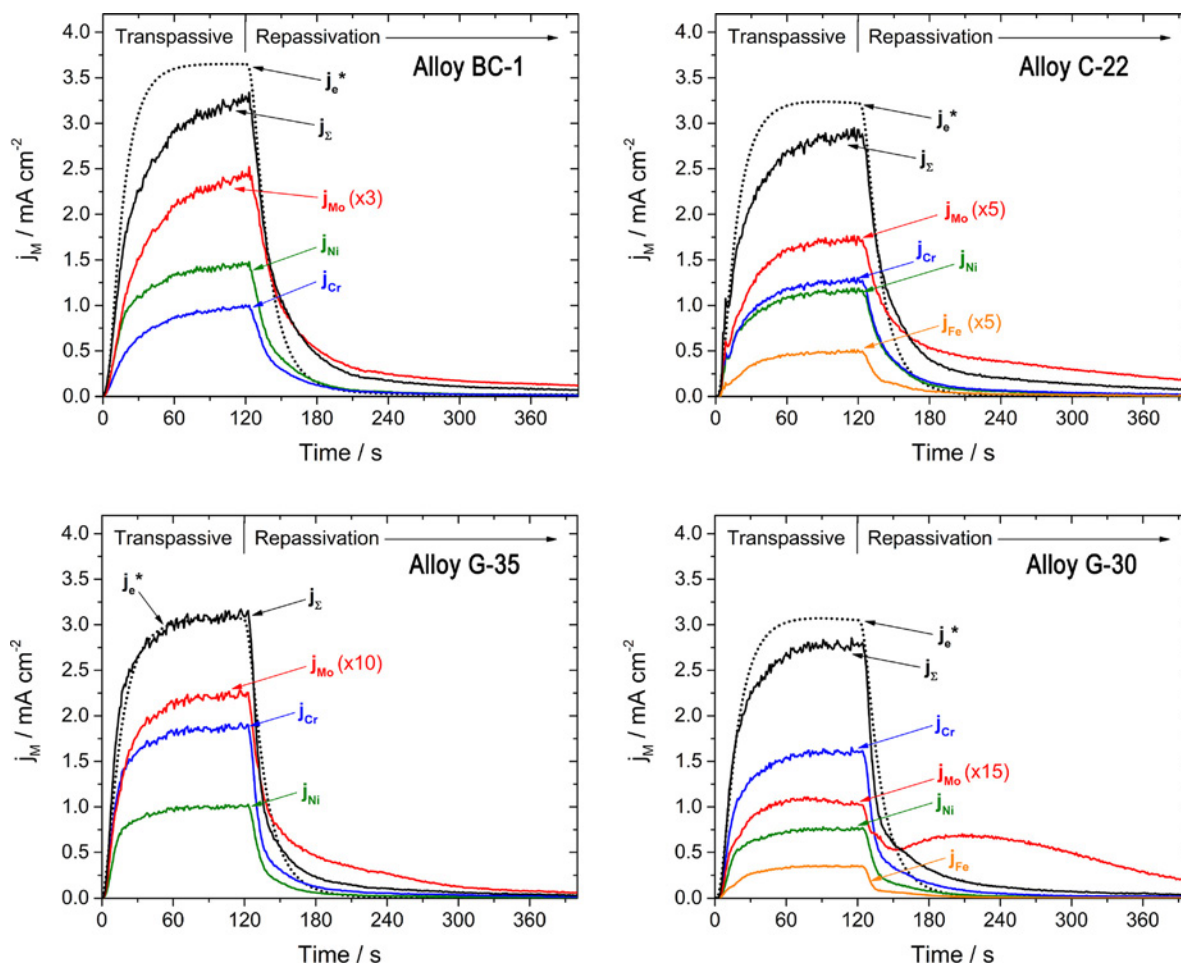 4.0
3.5
3.0
2.5
2.0
1.5
1.0
0.5
0.0
j_M / mA cm⁻²
Transpassive
Repassivation
Alloy BC-1
j_e*
j_Σ
j_Mo (x3)
j_Ni
j_Cr
0 60 120 180 240 300 360
Time / s
4.0
3.5
3.0
2.5
2.0
1.5
1.0
0.5
0.0
j_M / mA cm⁻²
Transpassive
Repassivation
Alloy C-22
j_e*
j_Σ
j_Mo (x5)
j_Cr
j_Ni
j_Fe (x5)
0 60 120 180 240 300 360
Time / s
4.0
3.5
3.0
2.5
2.0
1.5
1.0
0.5
0.0
j_M / mA cm⁻²
Transpassive
Repassivation
Alloy G-35
j_e*
j_Σ
j_Mo (x10)
j_Cr
j_Ni
0 60 120 180 240 300 360
Time / s
4.0
3.5
3.0
2.5
2.0
1.5
1.0
0.5
0.0
j_M / mA cm⁻²
Transpassive
Repassivation
Alloy G-30
j_e*
j_Σ
j_Cr
j_Mo (x15)
j_Ni
j_Fe
0 60 120 180 240 300 360
Time / s